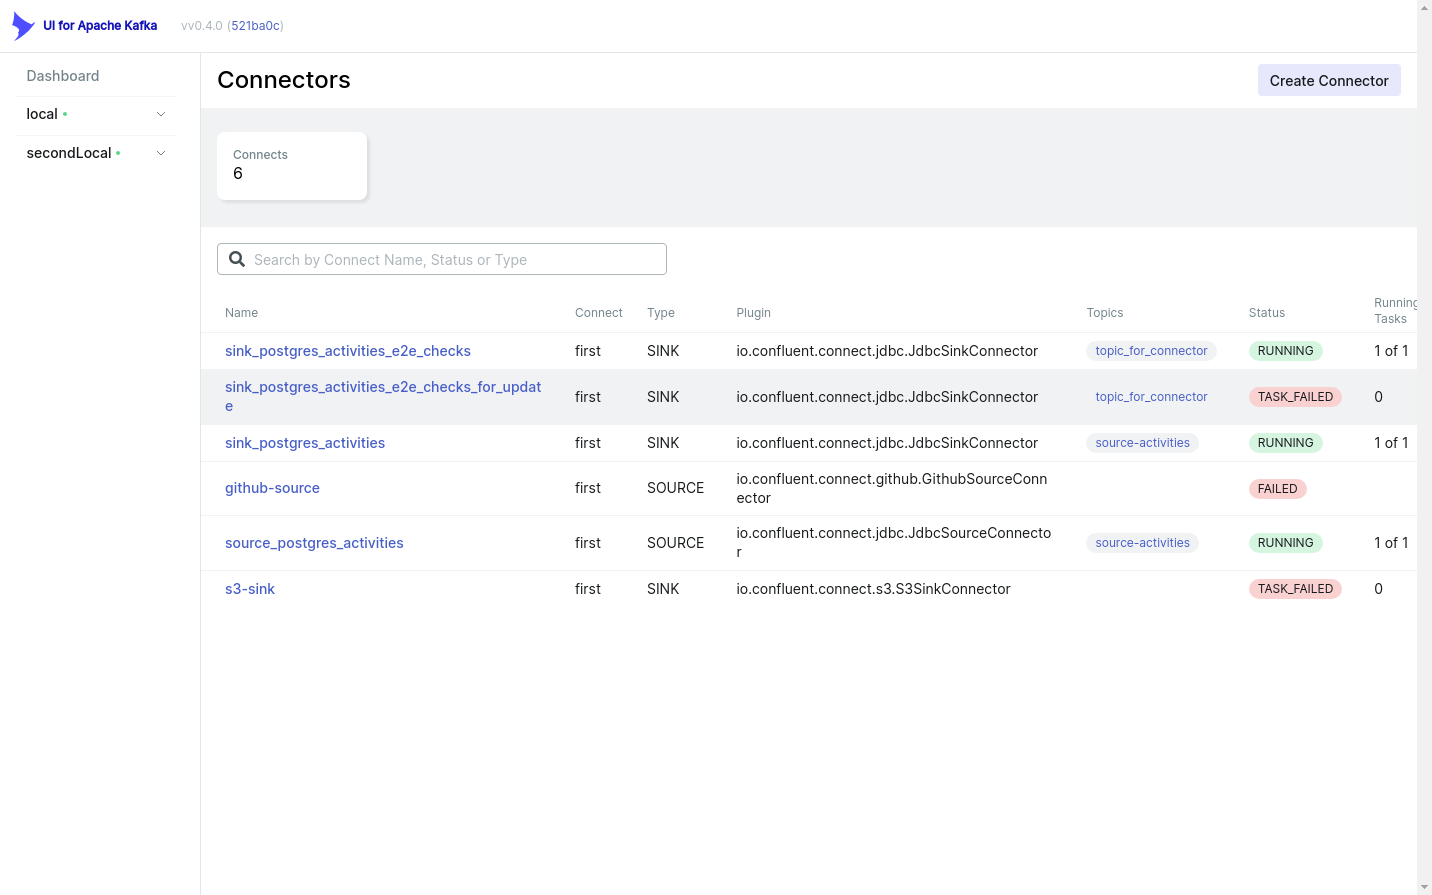 UI for Apache Kafka
vv0.4.0 (521ba0c)
Dashboard
local
secondLocal
Connectors
Create Connector
Connects
6
Search by Connect Name, Status or Type
Name Connect Type Plugin Topics Status Running Tasks
sink_postgres_activities_e2e_checks first SINK io.confluent.connect.jdbc.JdbcSinkConnector topic_for_connector RUNNING 1 of 1
sink_postgres_activities_e2e_checks_for_updat
e
first SINK io.confluent.connect.jdbc.JdbcSinkConnector topic_for_connector TASK_FAILED 0
sink_postgres_activities first SINK io.confluent.connect.jdbc.JdbcSinkConnector source-activities RUNNING 1 of 1
github-source first SOURCE io.confluent.connect.github.GithubSourceConn
ector
FAILED
source_postgres_activities first SOURCE io.confluent.connect.jdbc.JdbcSourceConnecto
r
source-activities RUNNING 1 of 1
s3-sink first SINK io.confluent.connect.s3.S3SinkConnector TASK_FAILED 0